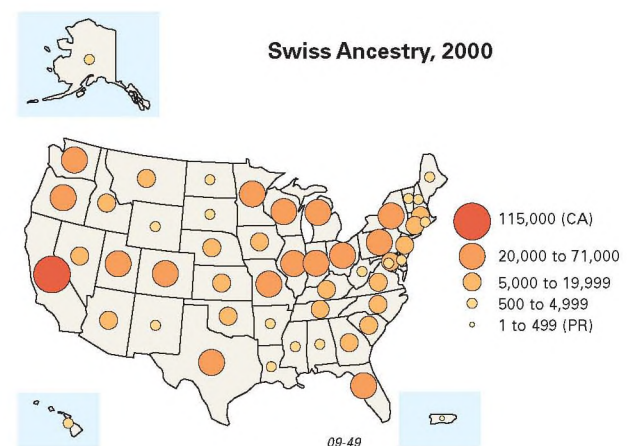 Swiss Ancestry, 2000
115,000 (CA)
20,000 to 71,000
5,000 to 19,999
500 to 4,999
1 to 499 (PR)
09-49